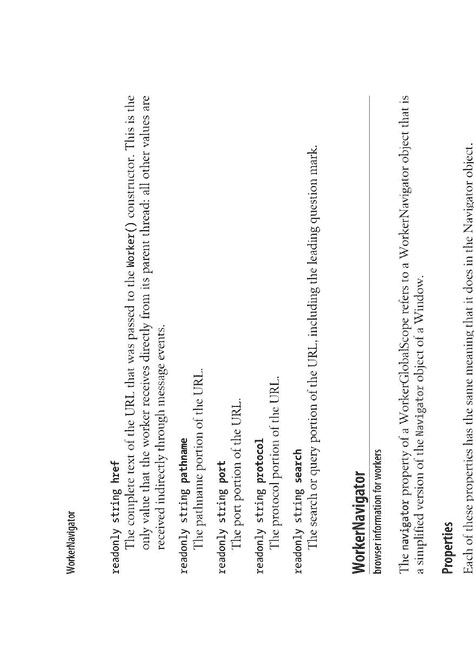 WorkerNavigator
readonly string href
The complete text of the URL that was passed to the Worker() constructor. This is the
only value that the worker receives directly from its parent thread: all other values are
received indirectly through message events.
readonly string pathname
The pathname portion of the URL.
readonly string port
The port portion of the URL.
readonly string protocol
The protocol portion of the URL.
readonly string search
The search or query portion of the URL, including the leading question mark.
WorkerNavigator
browser information for workers
The navigator property of a WorkerGlobalScope refers to a WorkerNavigator object that is
a simplified version of the Navigator object of a Window.
Properties
Each of these properties has the same meaning that it does in the Navigator object.